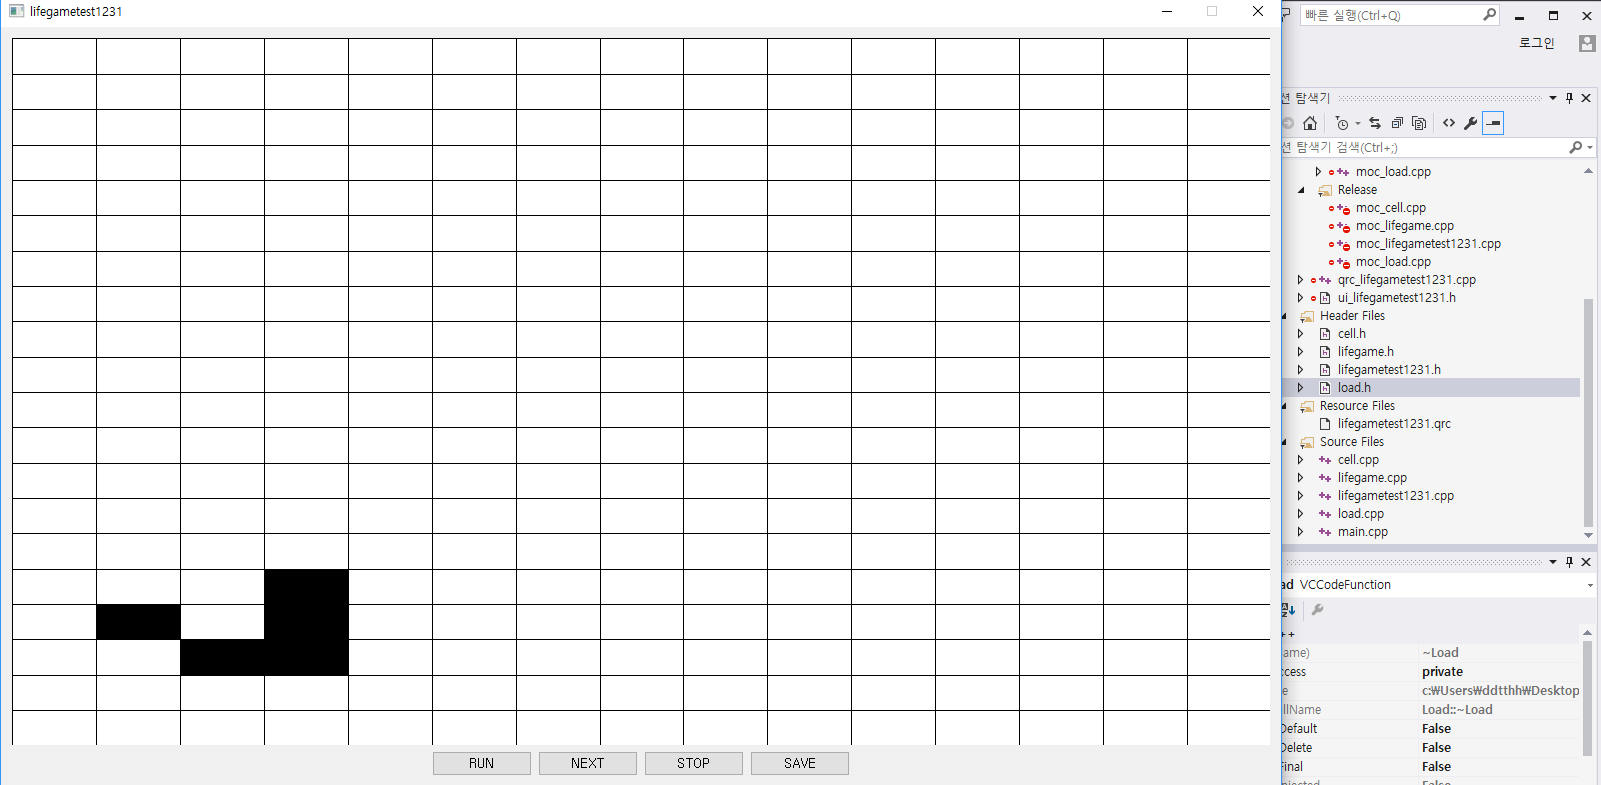 lifegametest1231
빠른 실행(Ctrl+Q)
로그인
션 탐색기
션 탐색기 검색(Ctrl+;)
moc_load.cpp
Release
moc_cell.cpp
moc_lifegame.cpp
moc_lifegametest1231.cpp
moc_load.cpp
qrc_lifegametest1231.cpp
ui_lifegametest1231.h
Header Files
cell.h
lifegame.h
lifegametest1231.h
load.h
Resource Files
lifegametest1231.qrc
Source Files
cell.cpp
lifegame.cpp
lifegametest1231.cpp
load.cpp
main.cpp
ad VCCodeFunction
++
ame) ~Load
ccess private
e c:₩Users₩ddtthh₩Desktop
llName Load::~Load
Default False
Delete False
Final False
njected False
RUN NEXT STOP SAVE